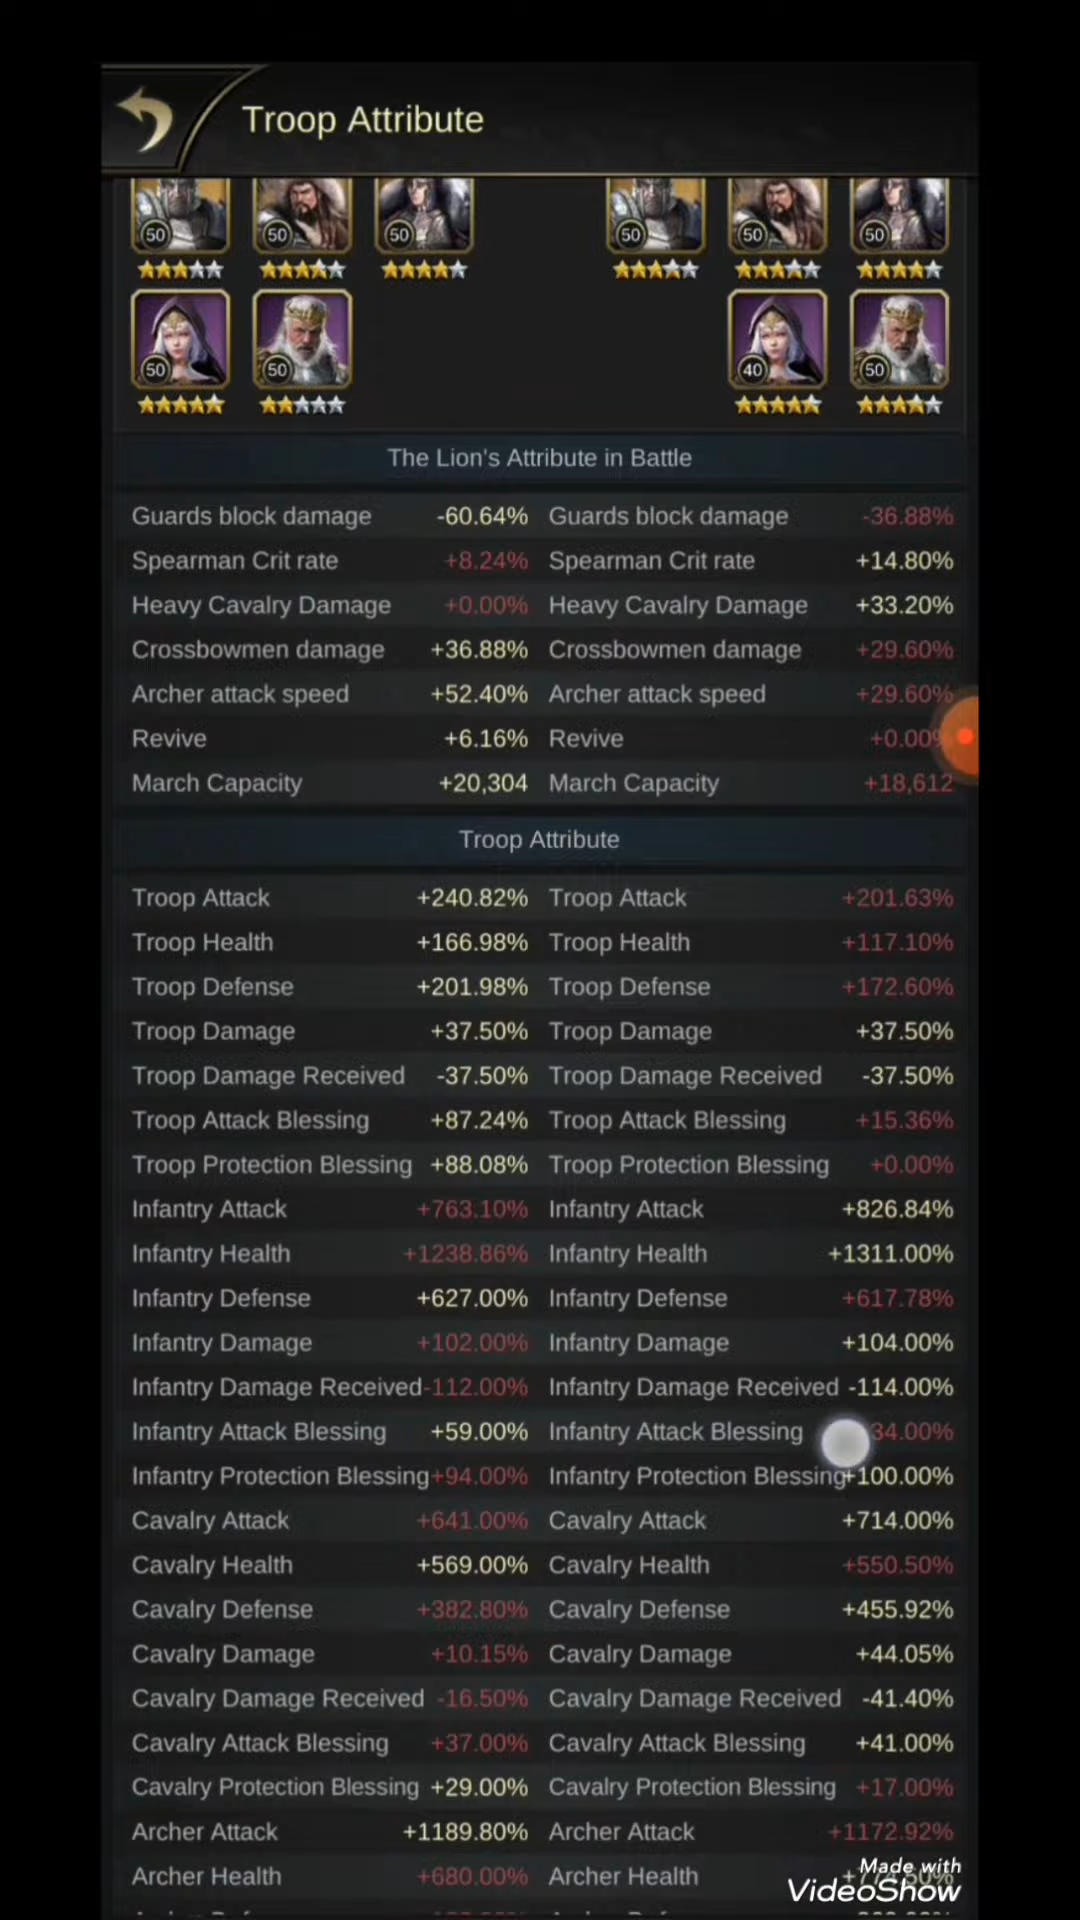 Troop Attribute
50 50 50 50 50 50
50 50 40 50
The Lion's Attribute in Battle
Guards block damage -60.64% Guards block damage -36.88%
Spearman Crit rate +8.24% Spearman Crit rate +14.80%
Heavy Cavalry Damage +0.00% Heavy Cavalry Damage +33.20%
Crossbowmen damage +36.88% Crossbowmen damage +29.60%
Archer attack speed +52.40% Archer attack speed +29.60%
Revive +6.16% Revive +0.00%
March Capacity +20,304 March Capacity +18,612
Troop Attribute
Troop Attack +240.82% Troop Attack +201.63%
Troop Health +166.98% Troop Health +117.10%
Troop Defense +201.98% Troop Defense +172.60%
Troop Damage +37.50% Troop Damage +37.50%
Troop Damage Received -37.50% Troop Damage Received -37.50%
Troop Attack Blessing +87.24% Troop Attack Blessing +15.36%
Troop Protection Blessing +88.08% Troop Protection Blessing +0.00%
Infantry Attack +763.10% Infantry Attack +826.84%
Infantry Health +1238.86% Infantry Health +1311.00%
Infantry Defense +627.00% Infantry Defense +617.78%
Infantry Damage +102.00% Infantry Damage +104.00%
Infantry Damage Received -112.00% Infantry Damage Received -114.00%
Infantry Attack Blessing +59.00% Infantry Attack Blessing 34.00%
Infantry Protection Blessing +94.00% Infantry Protection Blessing +100.00%
Cavalry Attack +641.00% Cavalry Attack +714.00%
Cavalry Health +569.00% Cavalry Health +550.50%
Cavalry Defense +382.80% Cavalry Defense +455.92%
Cavalry Damage +10.15% Cavalry Damage +44.05%
Cavalry Damage Received -16.50% Cavalry Damage Received -41.40%
Cavalry Attack Blessing +37.00% Cavalry Attack Blessing +41.00%
Cavalry Protection Blessing +29.00% Cavalry Protection Blessing +17.00%
Archer Attack +1189.80% Archer Attack +1172.92%
Archer Health +680.00% Archer Health
Made with
VideoShow